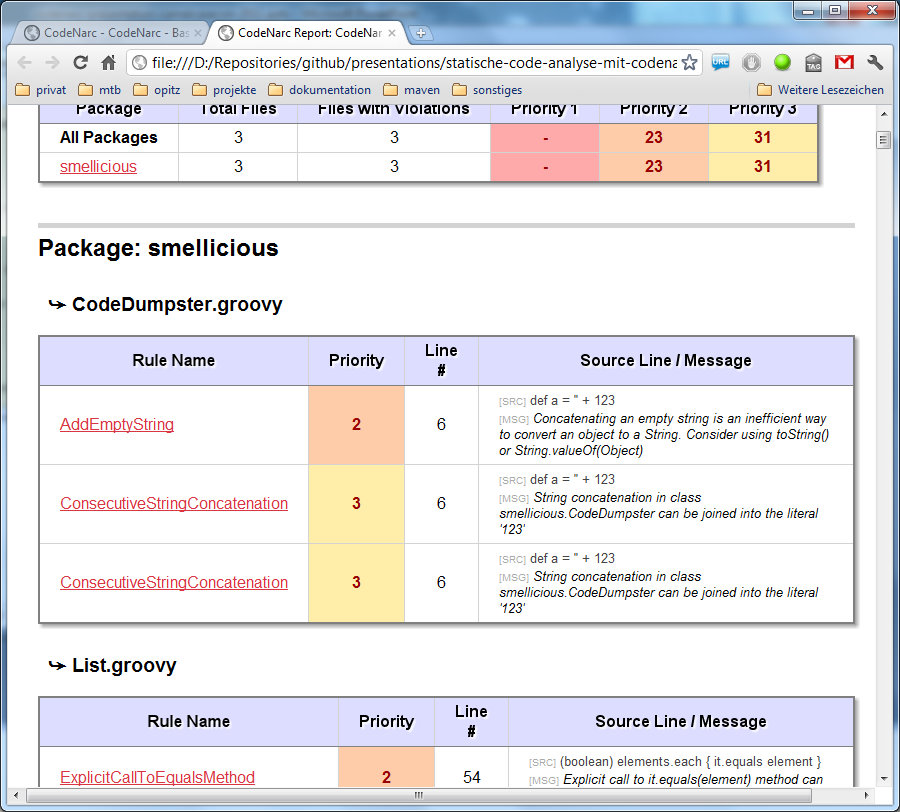 CodeNarc - CodeNarc - Bas
CodeNarc Report: CodeNar
file:///D:/Repositories/github/presentations/statische-code-analyse-mit-codena
URL
TAG
privat mtb opitz projekte dokumentation maven sonstiges Weitere Lesezeichen
Package Total Files Files with Violations Priority 1 Priority 2 Priority 3
All Packages 3 3 - 23 31
smellicious 3 3 - 23 31
Package: smellicious
↪ CodeDumpster.groovy
Rule Name Priority Line # Source Line / Message
AddEmptyString 2 6 [SRC] def a = '' + 123
[MSG] Concatenating an empty string is an inefficient way
to convert an object to a String. Consider using toString()
or String.valueOf(Object)
ConsecutiveStringConcatenation 3 6 [SRC] def a = '' + 123
[MSG] String concatenation in class
smellicious.CodeDumpster can be joined into the literal
'123'
ConsecutiveStringConcatenation 3 6 [SRC] def a = '' + 123
[MSG] String concatenation in class
smellicious.CodeDumpster can be joined into the literal
'123'
↪ List.groovy
Rule Name Priority Line # Source Line / Message
ExplicitCallToEqualsMethod 2 54 [SRC] (boolean) elements.each { it.equals element }
[MSG] Explicit call to it.equals(element) method can